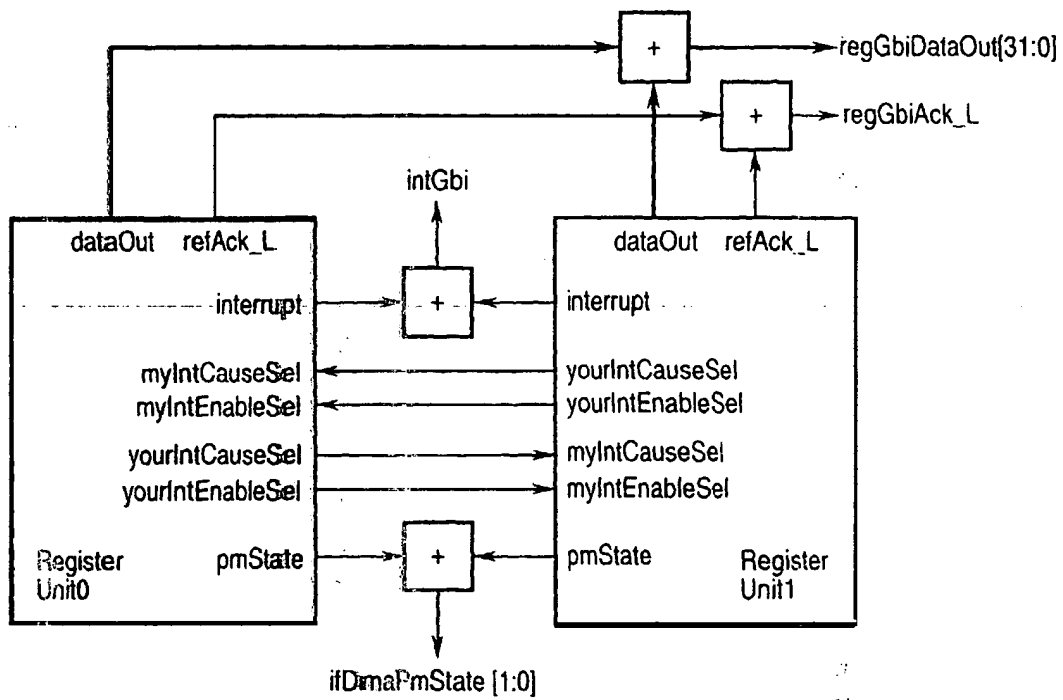 +
regGbiDataOut[31:0]
+
regGbiAck_L
intGbi
dataOut refAck_L
dataOut refAck_L
interrupt
+
interrupt
myIntCauseSel
yourIntCauseSel
myIntEnableSel
yourIntEnableSel
yourIntCauseSel
myIntCauseSel
yourIntEnableSel
myIntEnableSel
Register
Unit0
pmState
+
pmState
Register
Unit1
ifDmaPmState [1:0]